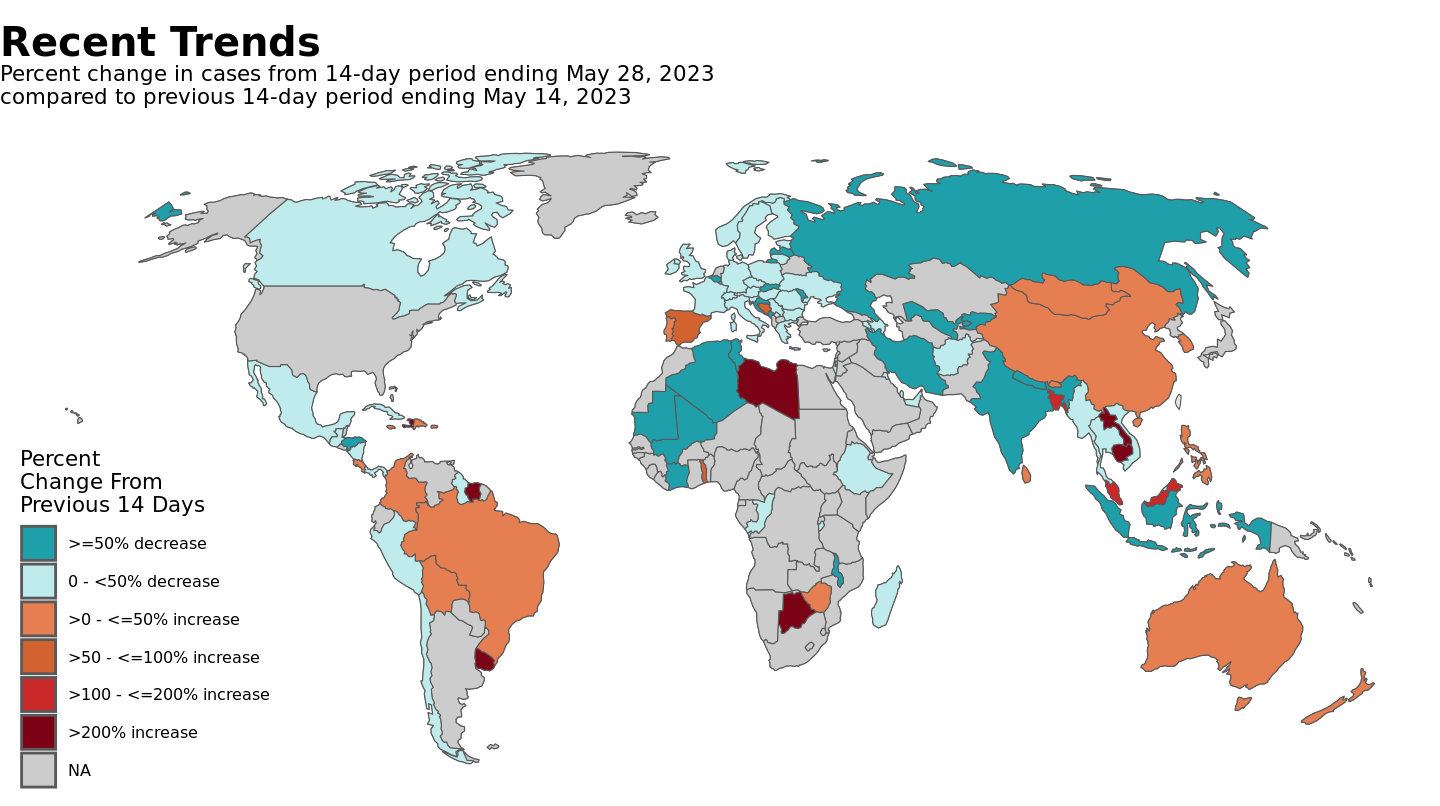 Recent Trends
Percent change in cases from 14-day period ending May 28, 2023
compared to previous 14-day period ending May 14, 2023
Percent
Change From
Previous 14 Days
>=50% decrease
0 - <50% decrease
>0 - <=50% increase
>50 - <=100% increase
>100 - <=200% increase
>200% increase
NA